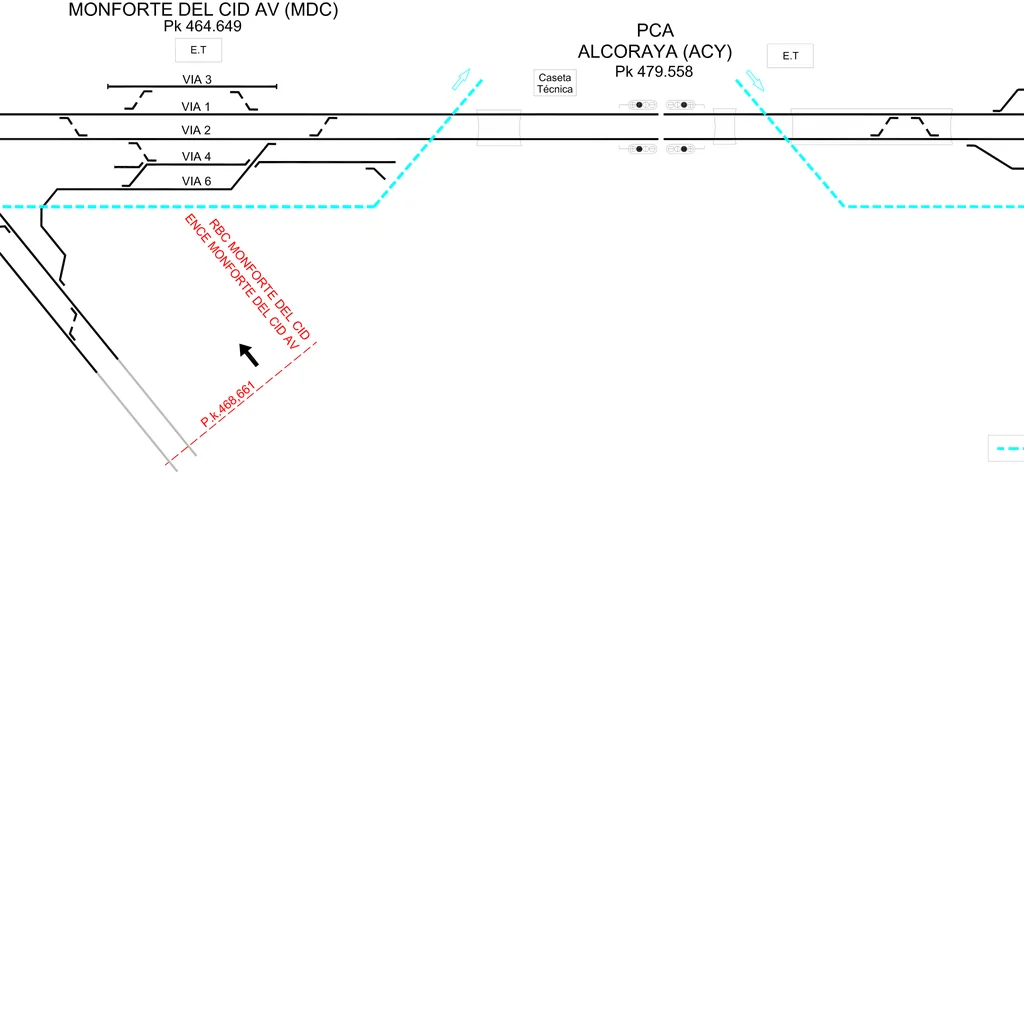 MONFORTE DEL CID AV (MDC)
Pk 464.649
E.T
VIA 3
VIA 1
VIA 2
VIA 4
VIA 6
PCA
ALCORAYA (ACY)
Pk 479.558
Caseta
Técnica
E.T
RBC MONFORTE DEL CID
ENCE MONFORTE DEL CID AV
P.k.468,661